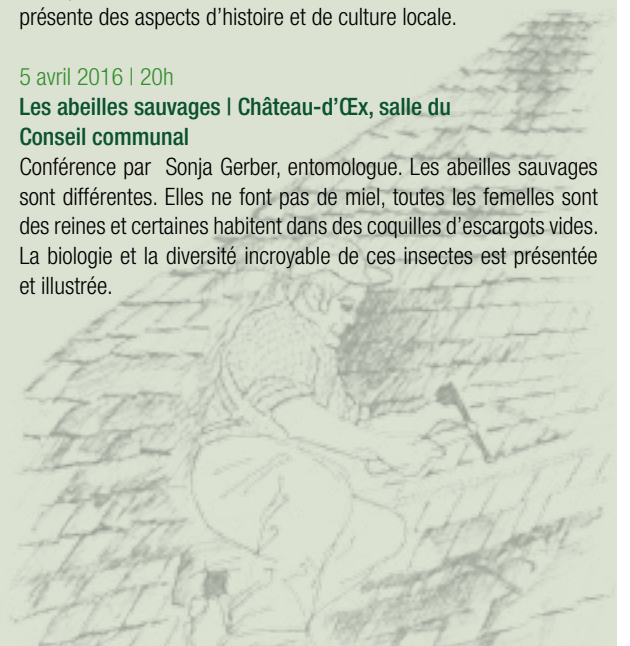 présente des aspects d'histoire et de culture locale.
5 avril 2016 | 20h
Les abeilles sauvages | Château-d'Œx, salle du
Conseil communal
Conférence par  Sonja Gerber, entomologue. Les abeilles sauvages
sont différentes. Elles ne font pas de miel, toutes les femelles sont
des reines et certaines habitent dans des coquilles d'escargots vides.
La biologie et la diversité incroyable de ces insectes est présentée
et illustrée.